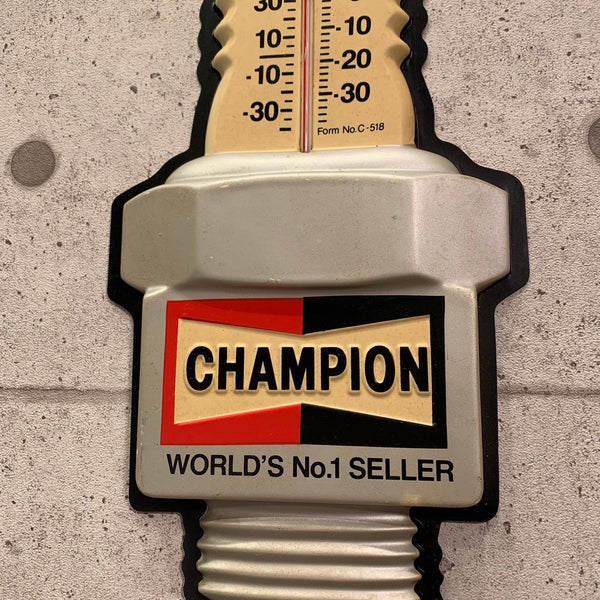 30
10 -10
-10 -20
-30 -30
Form No.C-518
CHAMPION
WORLD'S No.1 SELLER